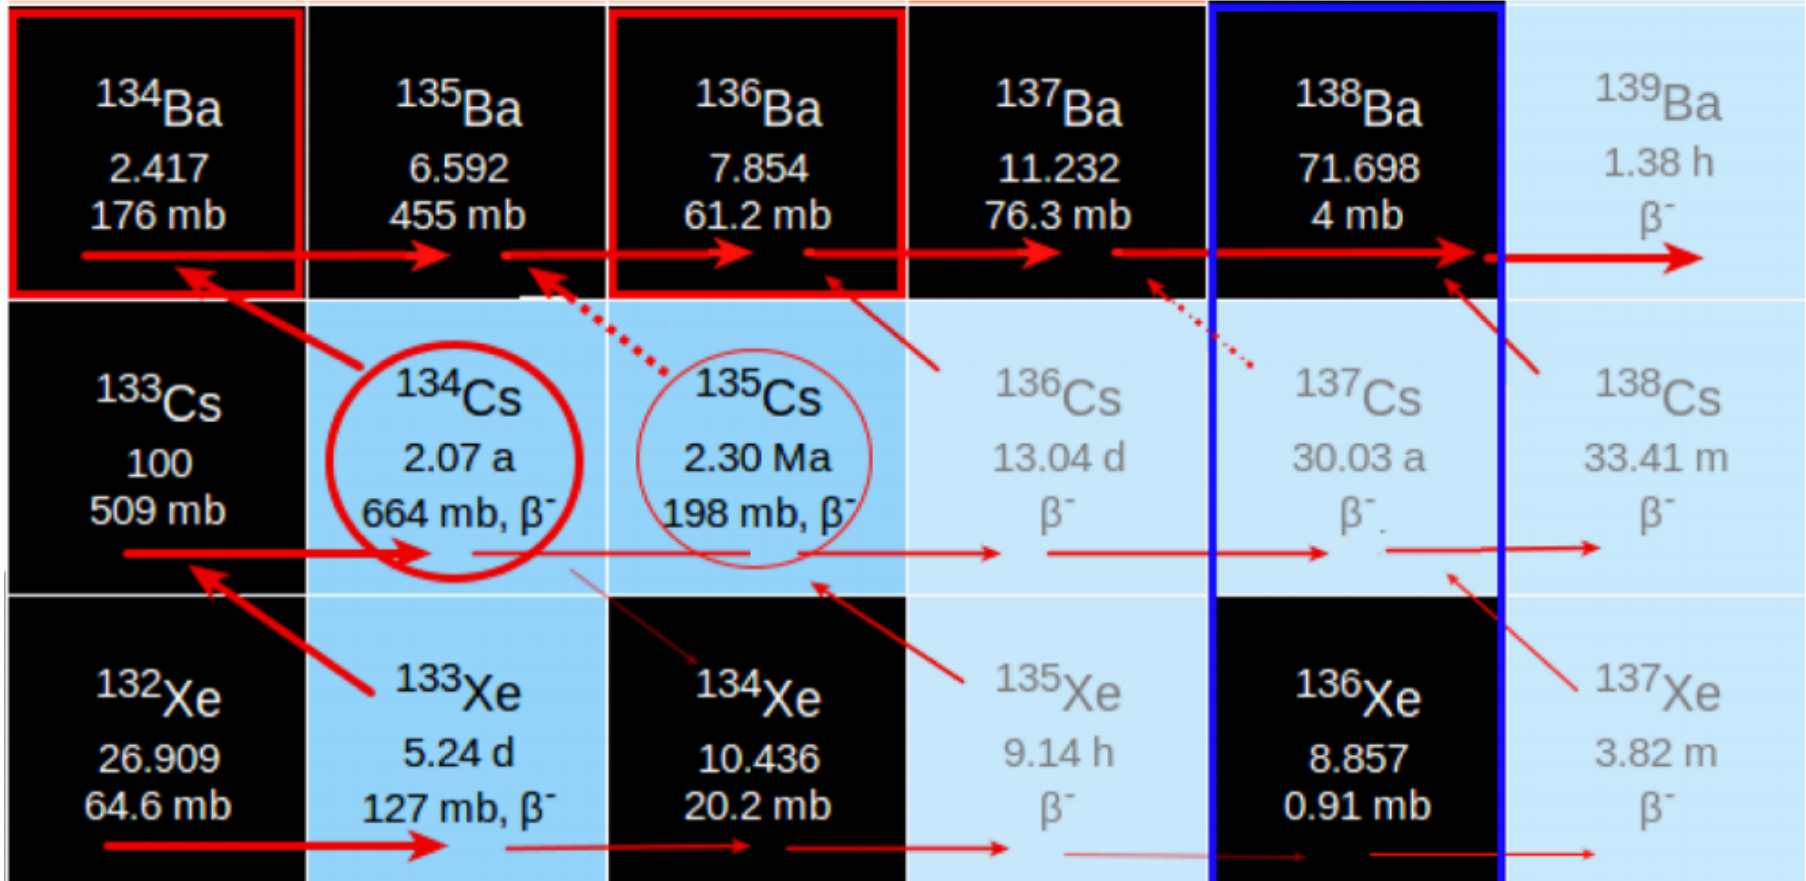 ¹³⁴Ba
2.417
176 mb
¹³⁵Ba
6.592
455 mb
¹³⁶Ba
7.854
61.2 mb
¹³⁷Ba
11.232
76.3 mb
¹³⁸Ba
71.698
4 mb
¹³⁹Ba
1.38 h
β⁻
¹³³Cs
100
509 mb
¹³⁴Cs
2.07 a
664 mb, β⁻
¹³⁵Cs
2.30 Ma
198 mb, β⁻
¹³⁶Cs
13.04 d
β⁻
¹³⁷Cs
30.03 a
β⁻
¹³⁸Cs
33.41 m
β⁻
¹³²Xe
26.909
64.6 mb
¹³³Xe
5.24 d
127 mb, β⁻
¹³⁴Xe
10.436
20.2 mb
¹³⁵Xe
9.14 h
β⁻
¹³⁶Xe
8.857
0.91 mb
¹³⁷Xe
3.82 m
β⁻